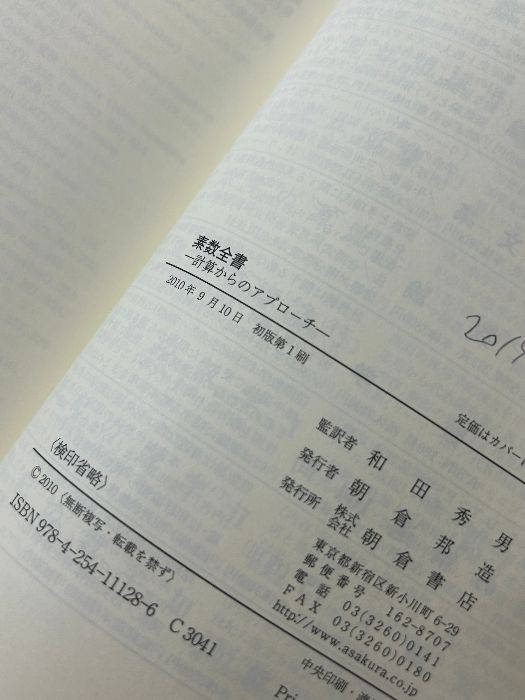 素数全書
―計算からのアプローチ―
2010年9月10日 初版第1刷
201
定価はカバーに
監訳者 和田秀男
発行者 朝倉邦造
発行所 株式会社 朝倉書店
東京都新宿区新小川町6-29
郵便番号 162-8707
電話 03(3260)0141
FAX 03(3260)0180
http://www.asakura.co.jp
〈検印省略〉
©2010〈無断複写・転載を禁ず〉
中央印刷・渡
ISBN 978-4-254-11128-6 C 3041
Pri